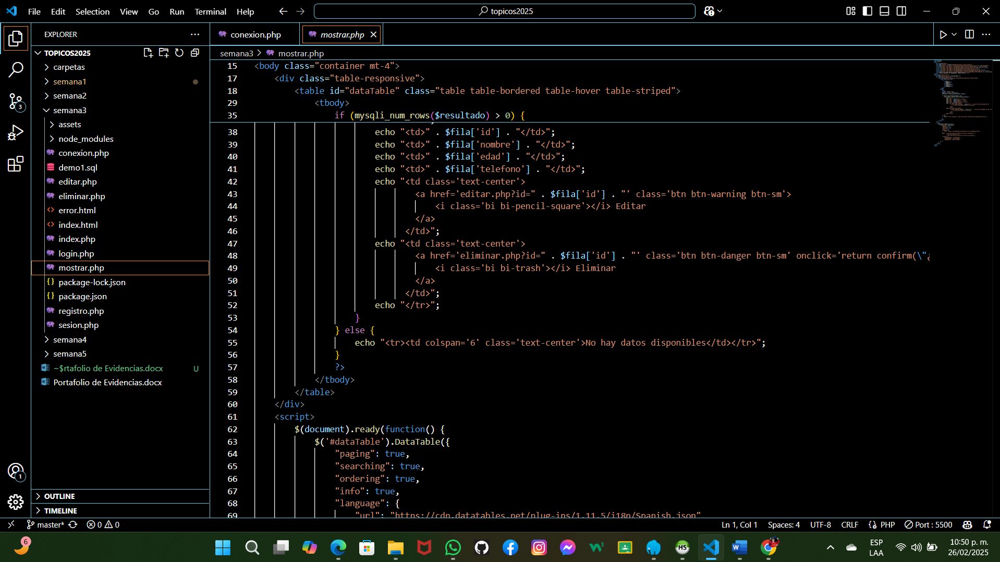 File Edit Selection View Go Run Terminal Help
topicos2025
EXPLORER
TOPICOS2025
carpetas
semana1
semana2
semana3
assets
node_modules
conexion.php
demo1.sql
editar.php
eliminar.php
error.html
index.html
index.php
login.php
mostrar.php
package-lock.json
package.json
registro.php
sesion.php
semana4
semana5
~$rtafolio de Evidencias.docx U
Portafolio de Evidencias.docx
OUTLINE
TIMELINE
3
1
conexion.php mostrar.php
semana3 > mostrar.php
15 <body class="container mt-4">
17 <div class="table-responsive">
18 <table id="dataTable" class="table table-bordered table-hover table-striped">
29 <tbody>
35 if (mysqli_num_rows($resultado) > 0) {
38 echo "<td>" . $fila['id'] . "</td>";
39 echo "<td>" . $fila['nombre'] . "</td>";
40 echo "<td>" . $fila['edad'] . "</td>";
41 echo "<td>" . $fila['telefono'] . "</td>";
42 echo "<td class='text-center'>
43 <a href='editar.php?id=" . $fila['id'] . "' class='btn btn-warning btn-sm'>
44 <i class='bi bi-pencil-square'></i> Editar
45 </a>
46 </td>";
47 echo "<td class='text-center'>
48 <a href='eliminar.php?id=" . $fila['id'] . "' class='btn btn-danger btn-sm' onclick='return confirm(\"¿
49 <i class='bi bi-trash'></i> Eliminar
50 </a>
51 </td>";
52 echo "</tr>";
53 }
54 } else {
55 echo "<tr><td colspan='6' class='text-center'>No hay datos disponibles</td></tr>";
56 }
57 ?>
58 </tbody>
59 </table>
60 </div>
61 <script>
62 $(document).ready(function() {
63 $('#dataTable').DataTable({
64 "paging": true,
65 "searching": true,
66 "ordering": true,
67 "info": true,
68 "language": {
69 "url": "https://cdn.datatables.net/plug-ins/1.11.5/i18n/Spanish.json"
master* 0 0 Ln 1, Col 1 Spaces: 4 UTF-8 CRLF PHP Port : 5500
6
HS
ESP
LAA
10:50 p. m.
26/02/2025